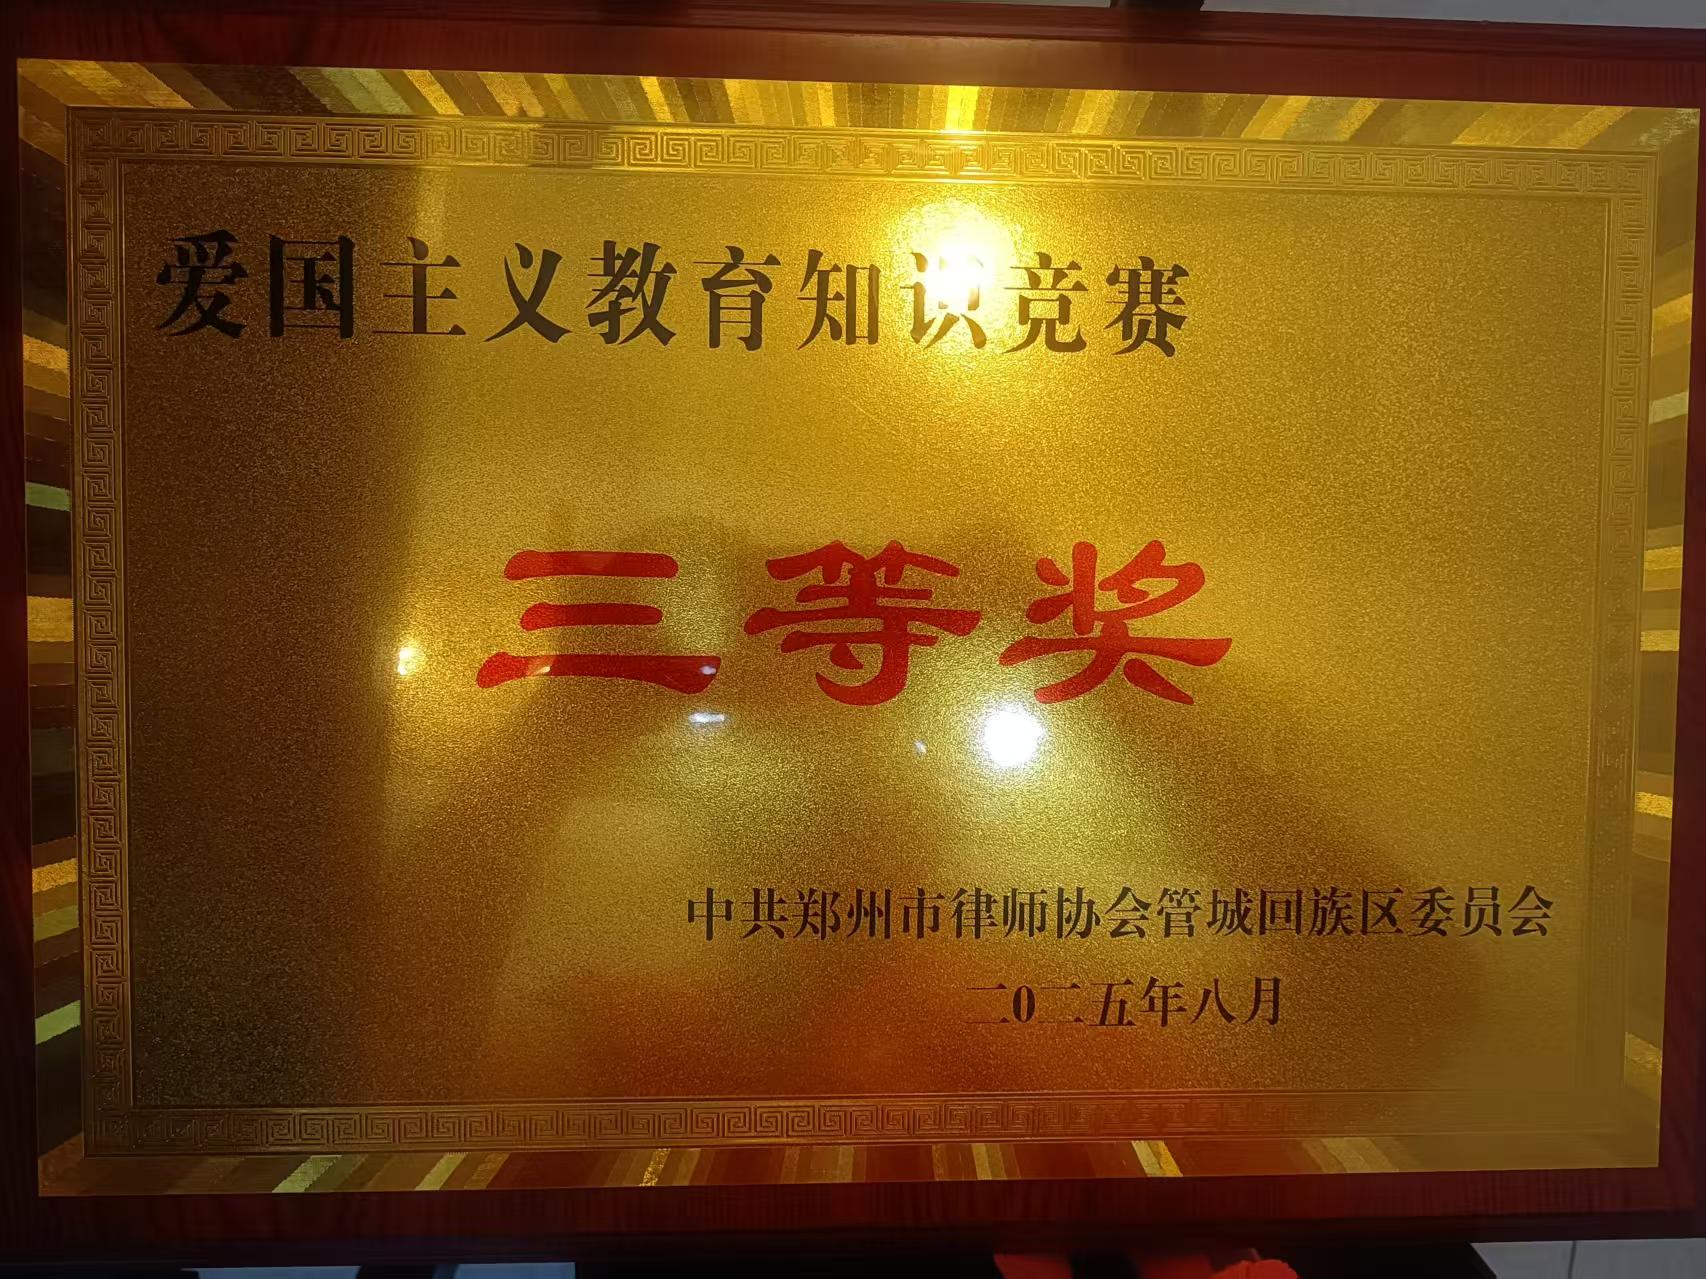 爱国主义教育知识竞赛
三等奖
中共郑州市律师协会管城回族区委员会
二0二五年八月